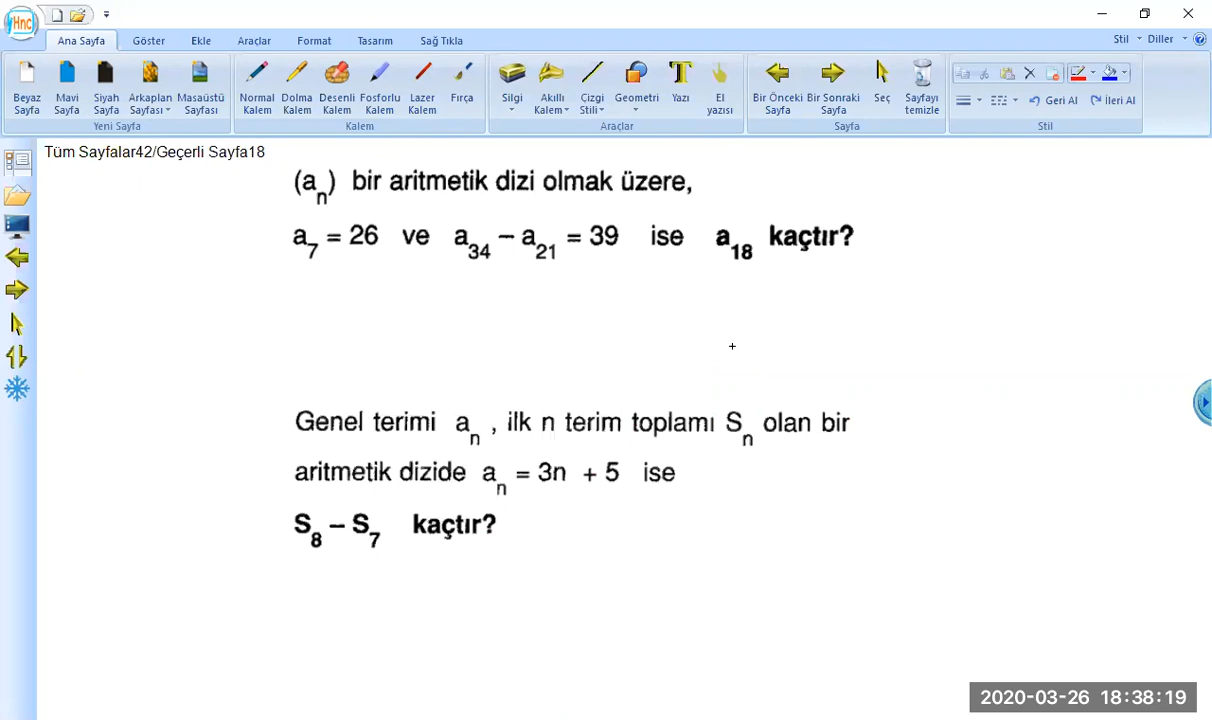 Hnc
Ana Sayfa Göster Ekle Araçlar Format Tasarım Sağ Tıkla Stil Diller
Beyaz Sayfa Mavi Sayfa Siyah Sayfa Arkaplan Sayfası Masaüstü Sayfası
Yeni Sayfa
Normal Kalem Dolma Kalem Desenli Kalem Fosforlu Kalem Lazer Kalem Fırça
Kalem
Silgi Akıllı Kalem Çizgi Stili Geometri Yazı El yazısı
Araçlar
Bir Önceki Sayfa Bir Sonraki Sayfa Seç Sayfayı temizle
Sayfa
Geri Al İleri Al
Stil
Tüm Sayfalar42/Geçerli Sayfa18
(aₙ) bir aritmetik dizi olmak üzere,
a₇ = 26 ve a₃₄ – a₂₁ = 39 ise a₁₈ kaçtır?
Genel terimi aₙ , ilk n terim toplamı Sₙ olan bir
aritmetik dizide aₙ = 3n + 5 ise
S₈ – S₇ kaçtır?
2020-03-26 18:38:19